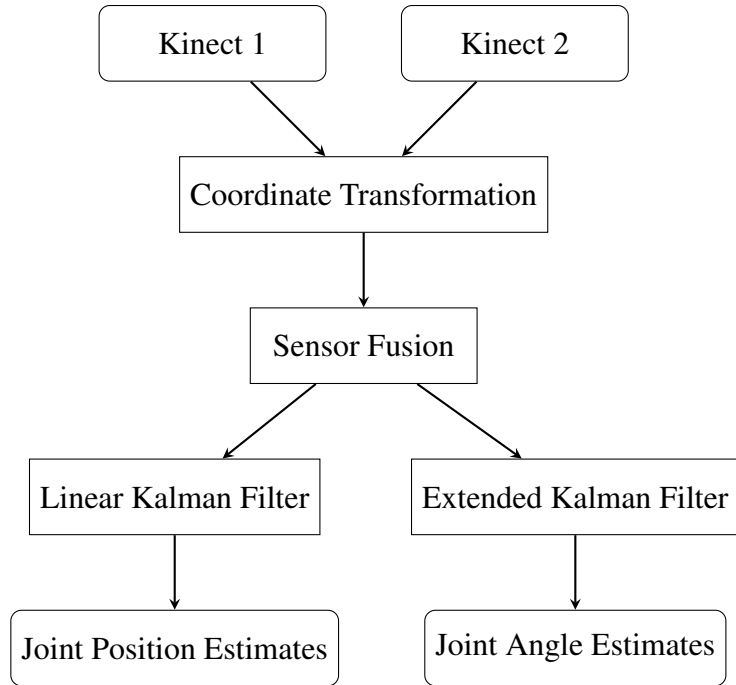 Kinect 1
Kinect 2
Coordinate Transformation
Sensor Fusion
Linear Kalman Filter
Extended Kalman Filter
Joint Position Estimates
Joint Angle Estimates